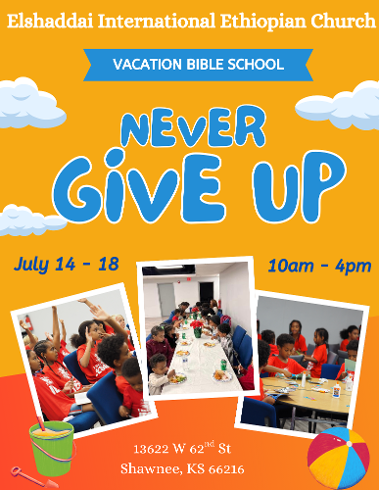 Elshaddai International Ethiopian Church
VACATION BIBLE SCHOOL
NEVER
GiVE UP
July 14 - 18
10am - 4pm
13622 W 62nd St
Shawnee, KS 66216